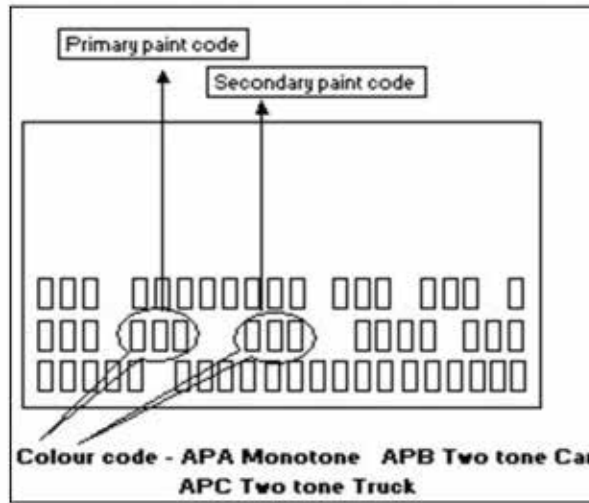 Primary paint code
Secondary paint code
Colour code - APA Monotone APB Two tone Car
APC Two tone Truck